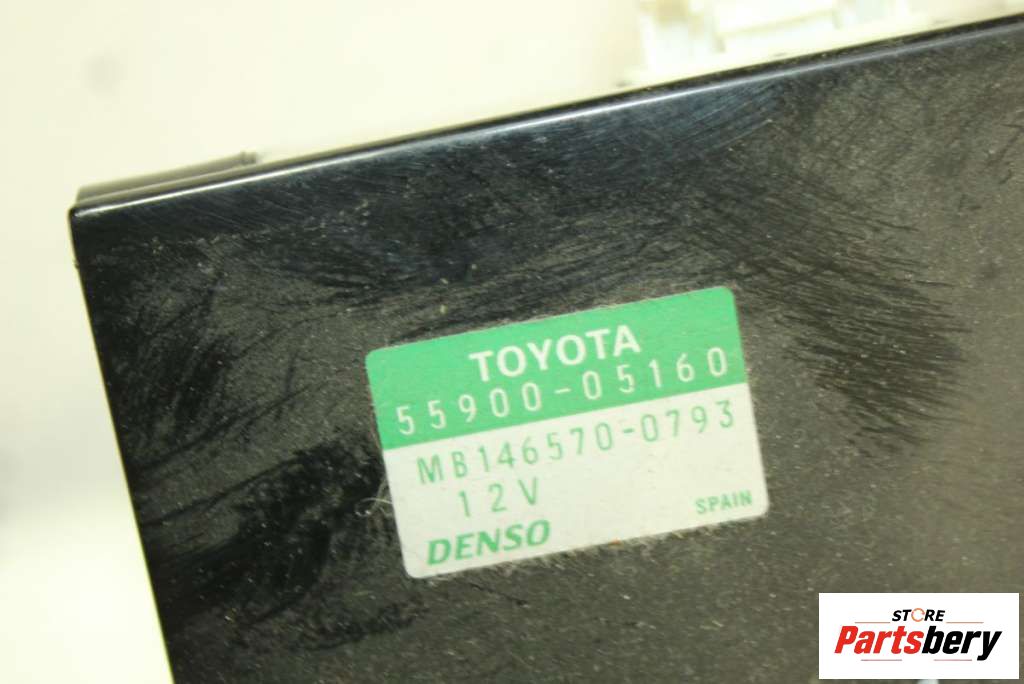 TOYOTA
55900-05160
MB146570-0793
12V
DENSO SPAIN
STORE
Partsbery